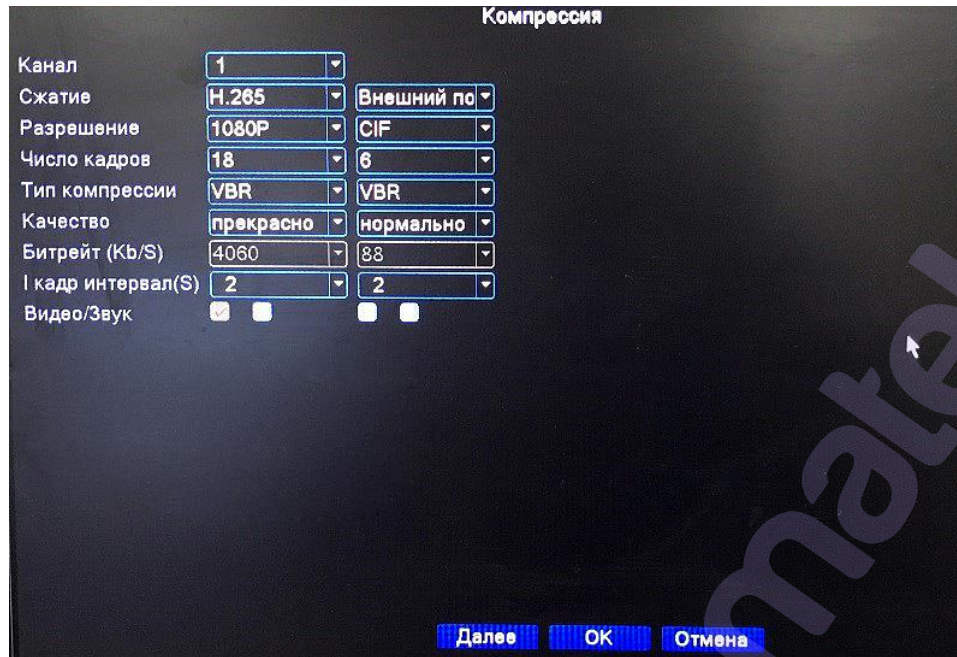 Компрессия
Канал 1
Сжатие H.265 Внешний по
Разрешение 1080P CIF
Число кадров 18 6
Тип компрессии VBR VBR
Качество прекрасно нормально
Битрейт (Kb/S) 4060 88
I кадр интервал(S) 2 2
Видео/Звук
Далее OK Отмена
matel